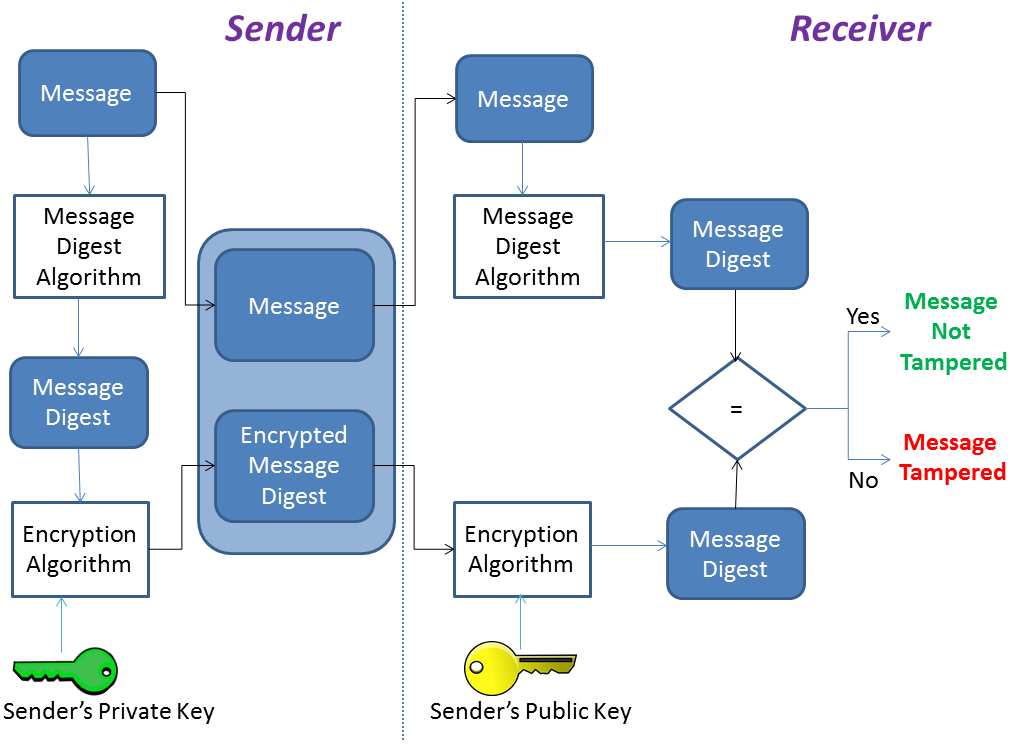 Sender
Receiver
Message
Message
Digest
Algorithm
Message
Digest
Encryption
Algorithm
Sender's Private Key
Message
Encrypted
Message
Digest
Message
Message
Digest
Algorithm
Message
Digest
=
Yes
Message
Not
Tampered
No
Message
Tampered
Encryption
Algorithm
Message
Digest
Sender's Public Key